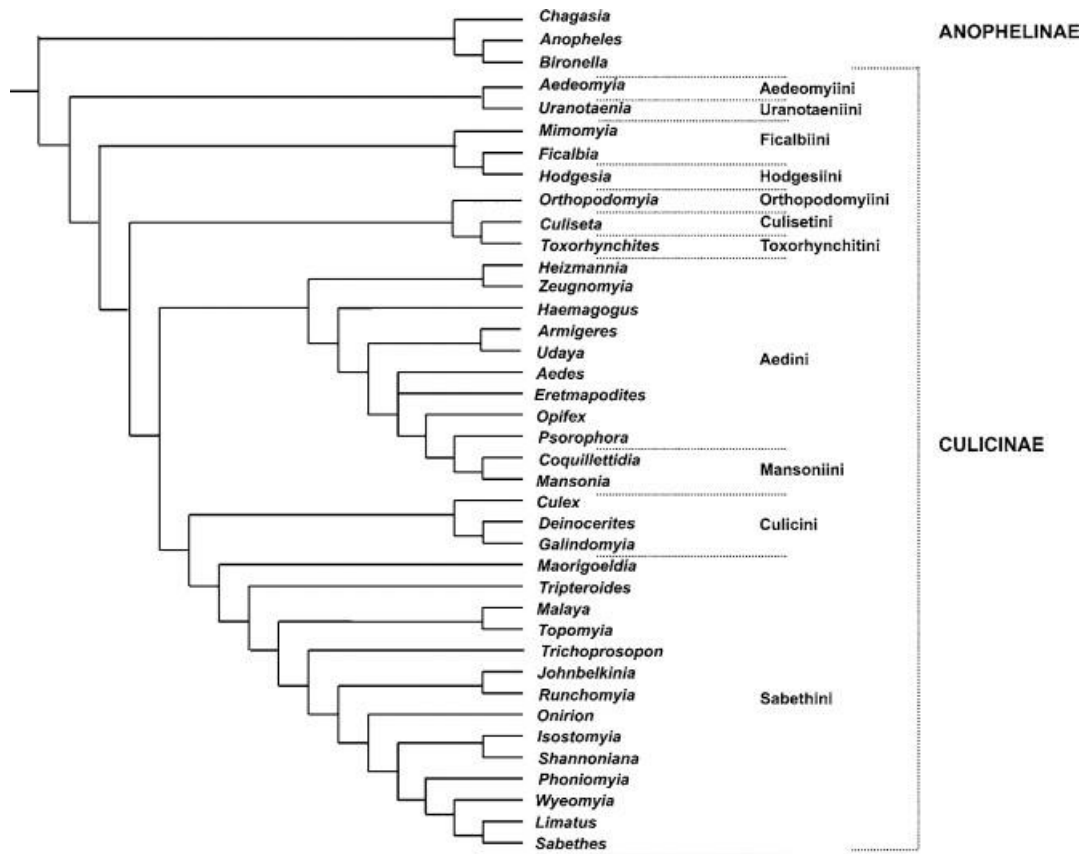 Chagasia
Anopheles
ANOPHELINAE
Bironella
Aedeomyia
Aedeomyiini
Uranotaenia
Uranotaeniini
Mimomyia
Ficalbiini
Ficalbia
Hodgesia
Hodgesiini
Orthopodomyia
Orthopodomyiini
Culiseta
Culisetini
Toxorhynchites
Toxorhynchitini
Heizmannia
Zeugnomyia
Haemagogus
Armigeres
Udaya
Aedini
Aedes
Eretmapodites
Opifex
Psorophora
CULICINAE
Coquillettidia
Mansoniini
Mansonia
Culex
Deinocerites
Culicini
Galindomyia
Maorigoeldia
Tripteroides
Malaya
Topomyia
Trichoprosopon
Johnbelkinia
Runchomyia
Sabethini
Onirion
Isostomyia
Shannoniana
Phoniomyia
Wyeomyia
Limatus
Sabethes